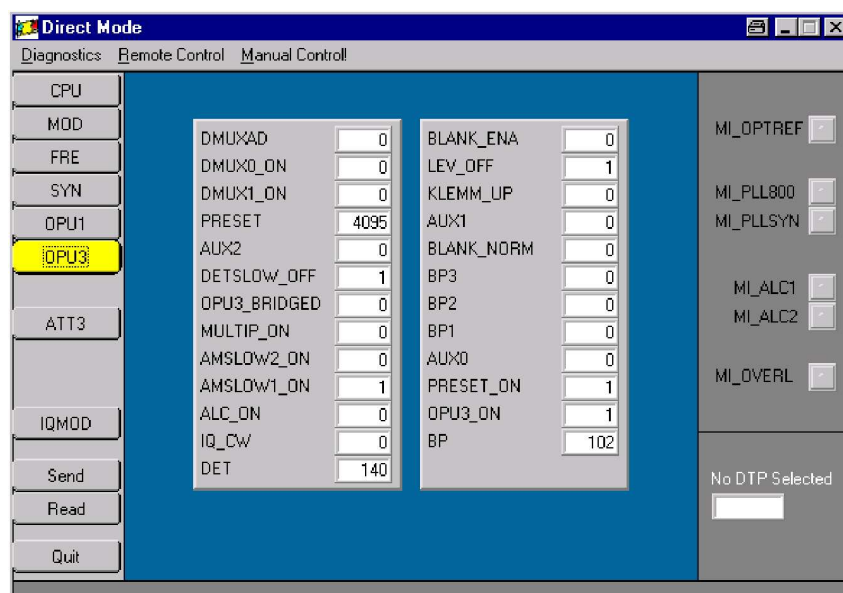 Direct Mode
Diagnostics Remote Control Manual Control!
CPU
MOD
FRE
SYN
OPU1
OPU3
ATT3
IQMOD
Send
Read
Quit
DMUXAD 0
DMUX0_ON 0
DMUX1_ON 0
PRESET 4095
AUX2 0
DETSLOW_OFF 1
OPU3_BRIDGED 0
MULTIP_ON 0
AMSLOW2_ON 0
AMSLOW1_ON 1
ALC_ON 0
IQ_CW 0
DET 140
BLANK_ENA 0
LEV_OFF 1
KLEMM_UP 0
AUX1 0
BLANK_NORM 0
BP3 0
BP2 0
BP1 0
AUX0 0
PRESET_ON 1
OPU3_ON 1
BP 102
MI_OPTREF
MI_PLL800
MI_PLLSYN
MI_ALC1
MI_ALC2
MI_OVERL
No DTP Selected